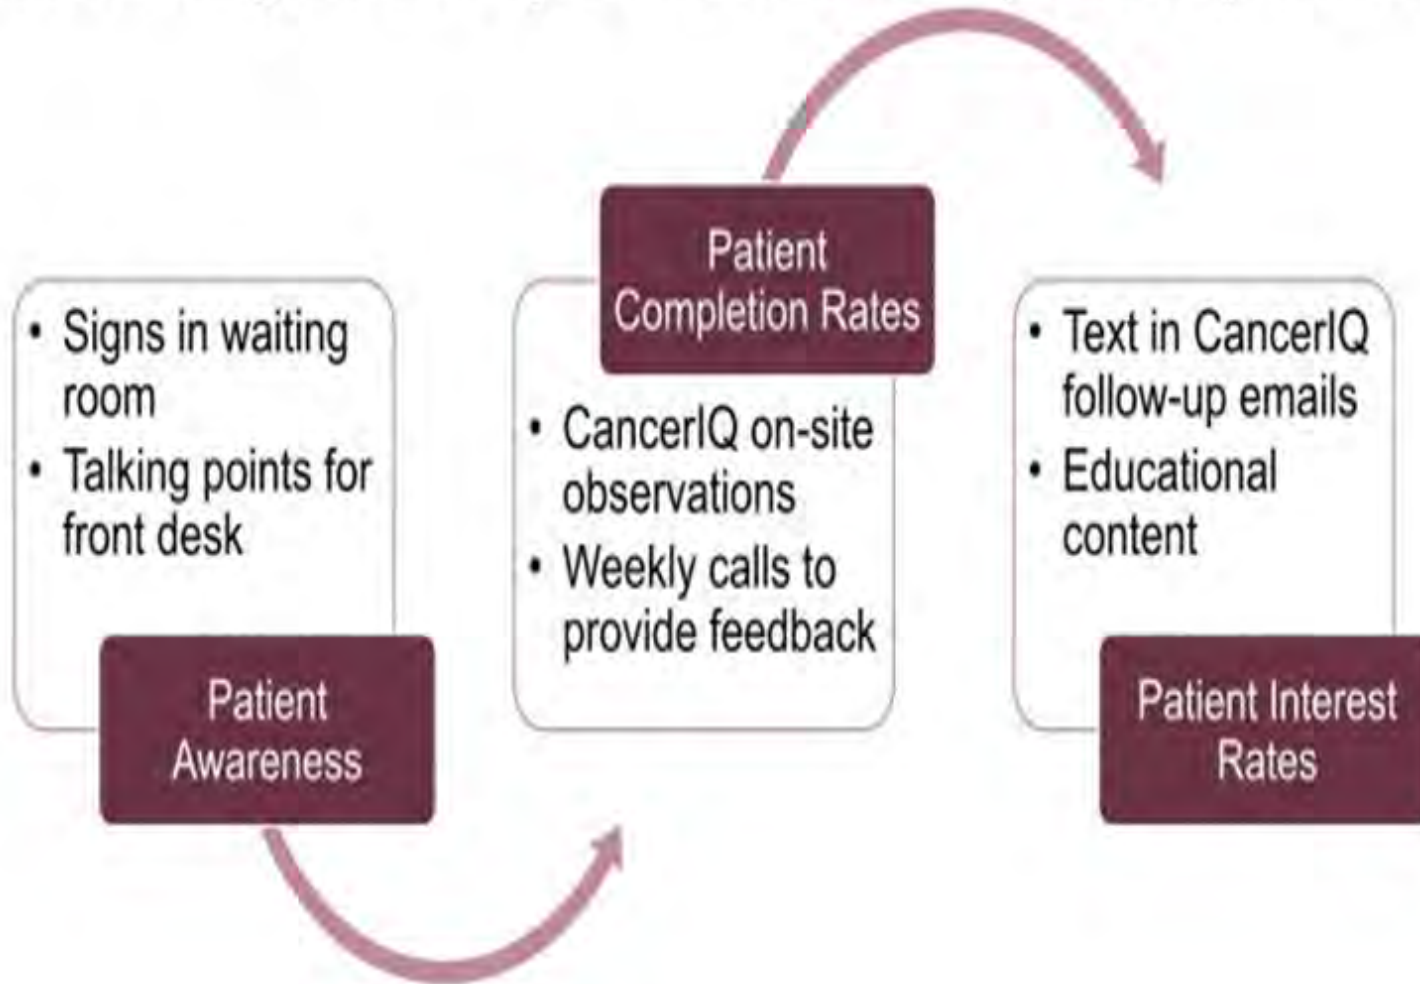 • Signs in waiting
room
• Talking points for
front desk
Patient
Awareness
Patient
Completion Rates
• CancerIQ on-site
observations
• Weekly calls to
provide feedback
• Text in CancerIQ
follow-up emails
• Educational
content
Patient Interest
Rates